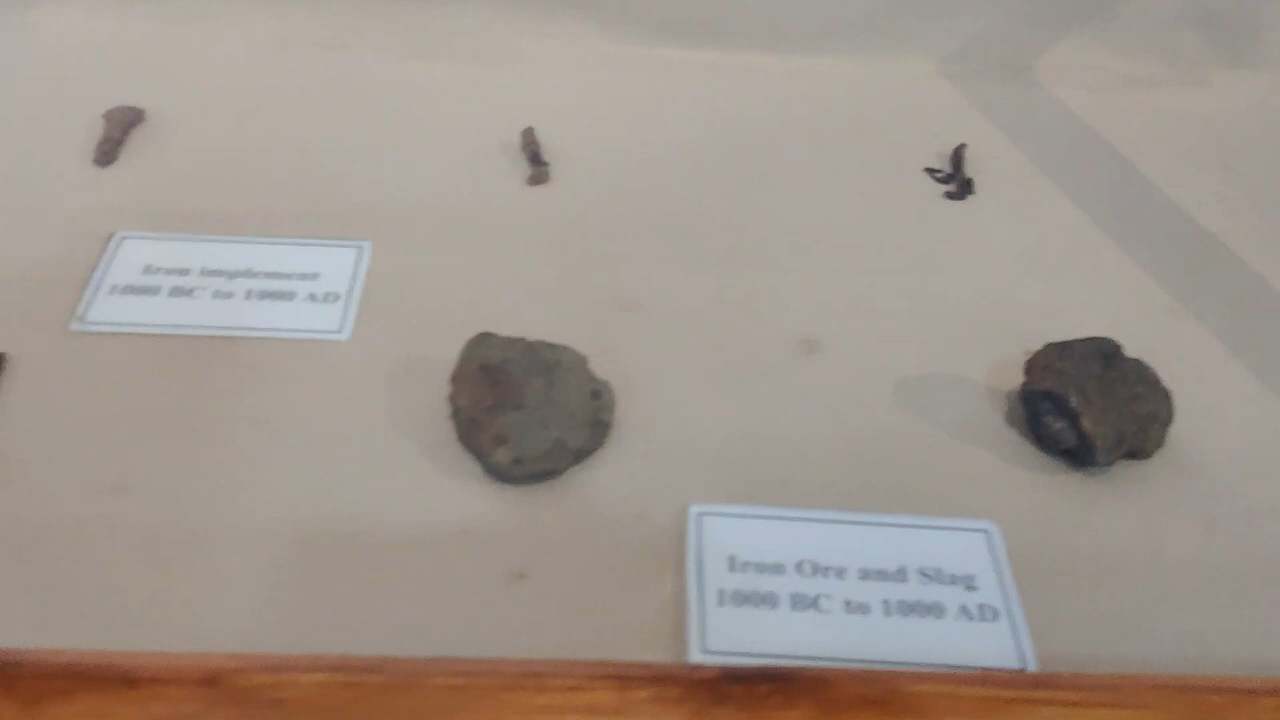 Iron implement
1000 BC to 1000 AD
Iron Ore and Slag
1000 BC to 1000 AD